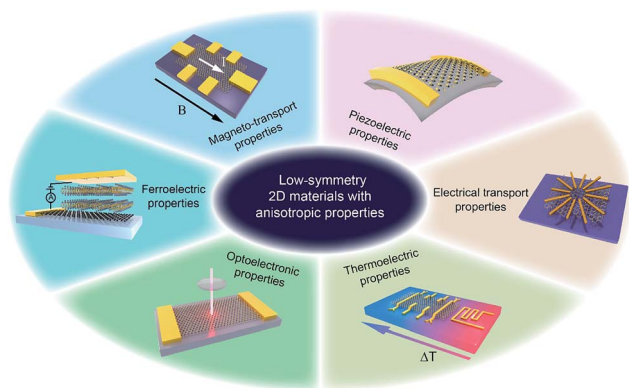 I
B
Magneto-transport
properties
Piezoelectric
properties
Ferroelectric
properties
A
Low-symmetry
2D materials with
anisotropic properties
Electrical transport
properties
Optoelectronic
properties
Thermoelectric
properties
ΔT